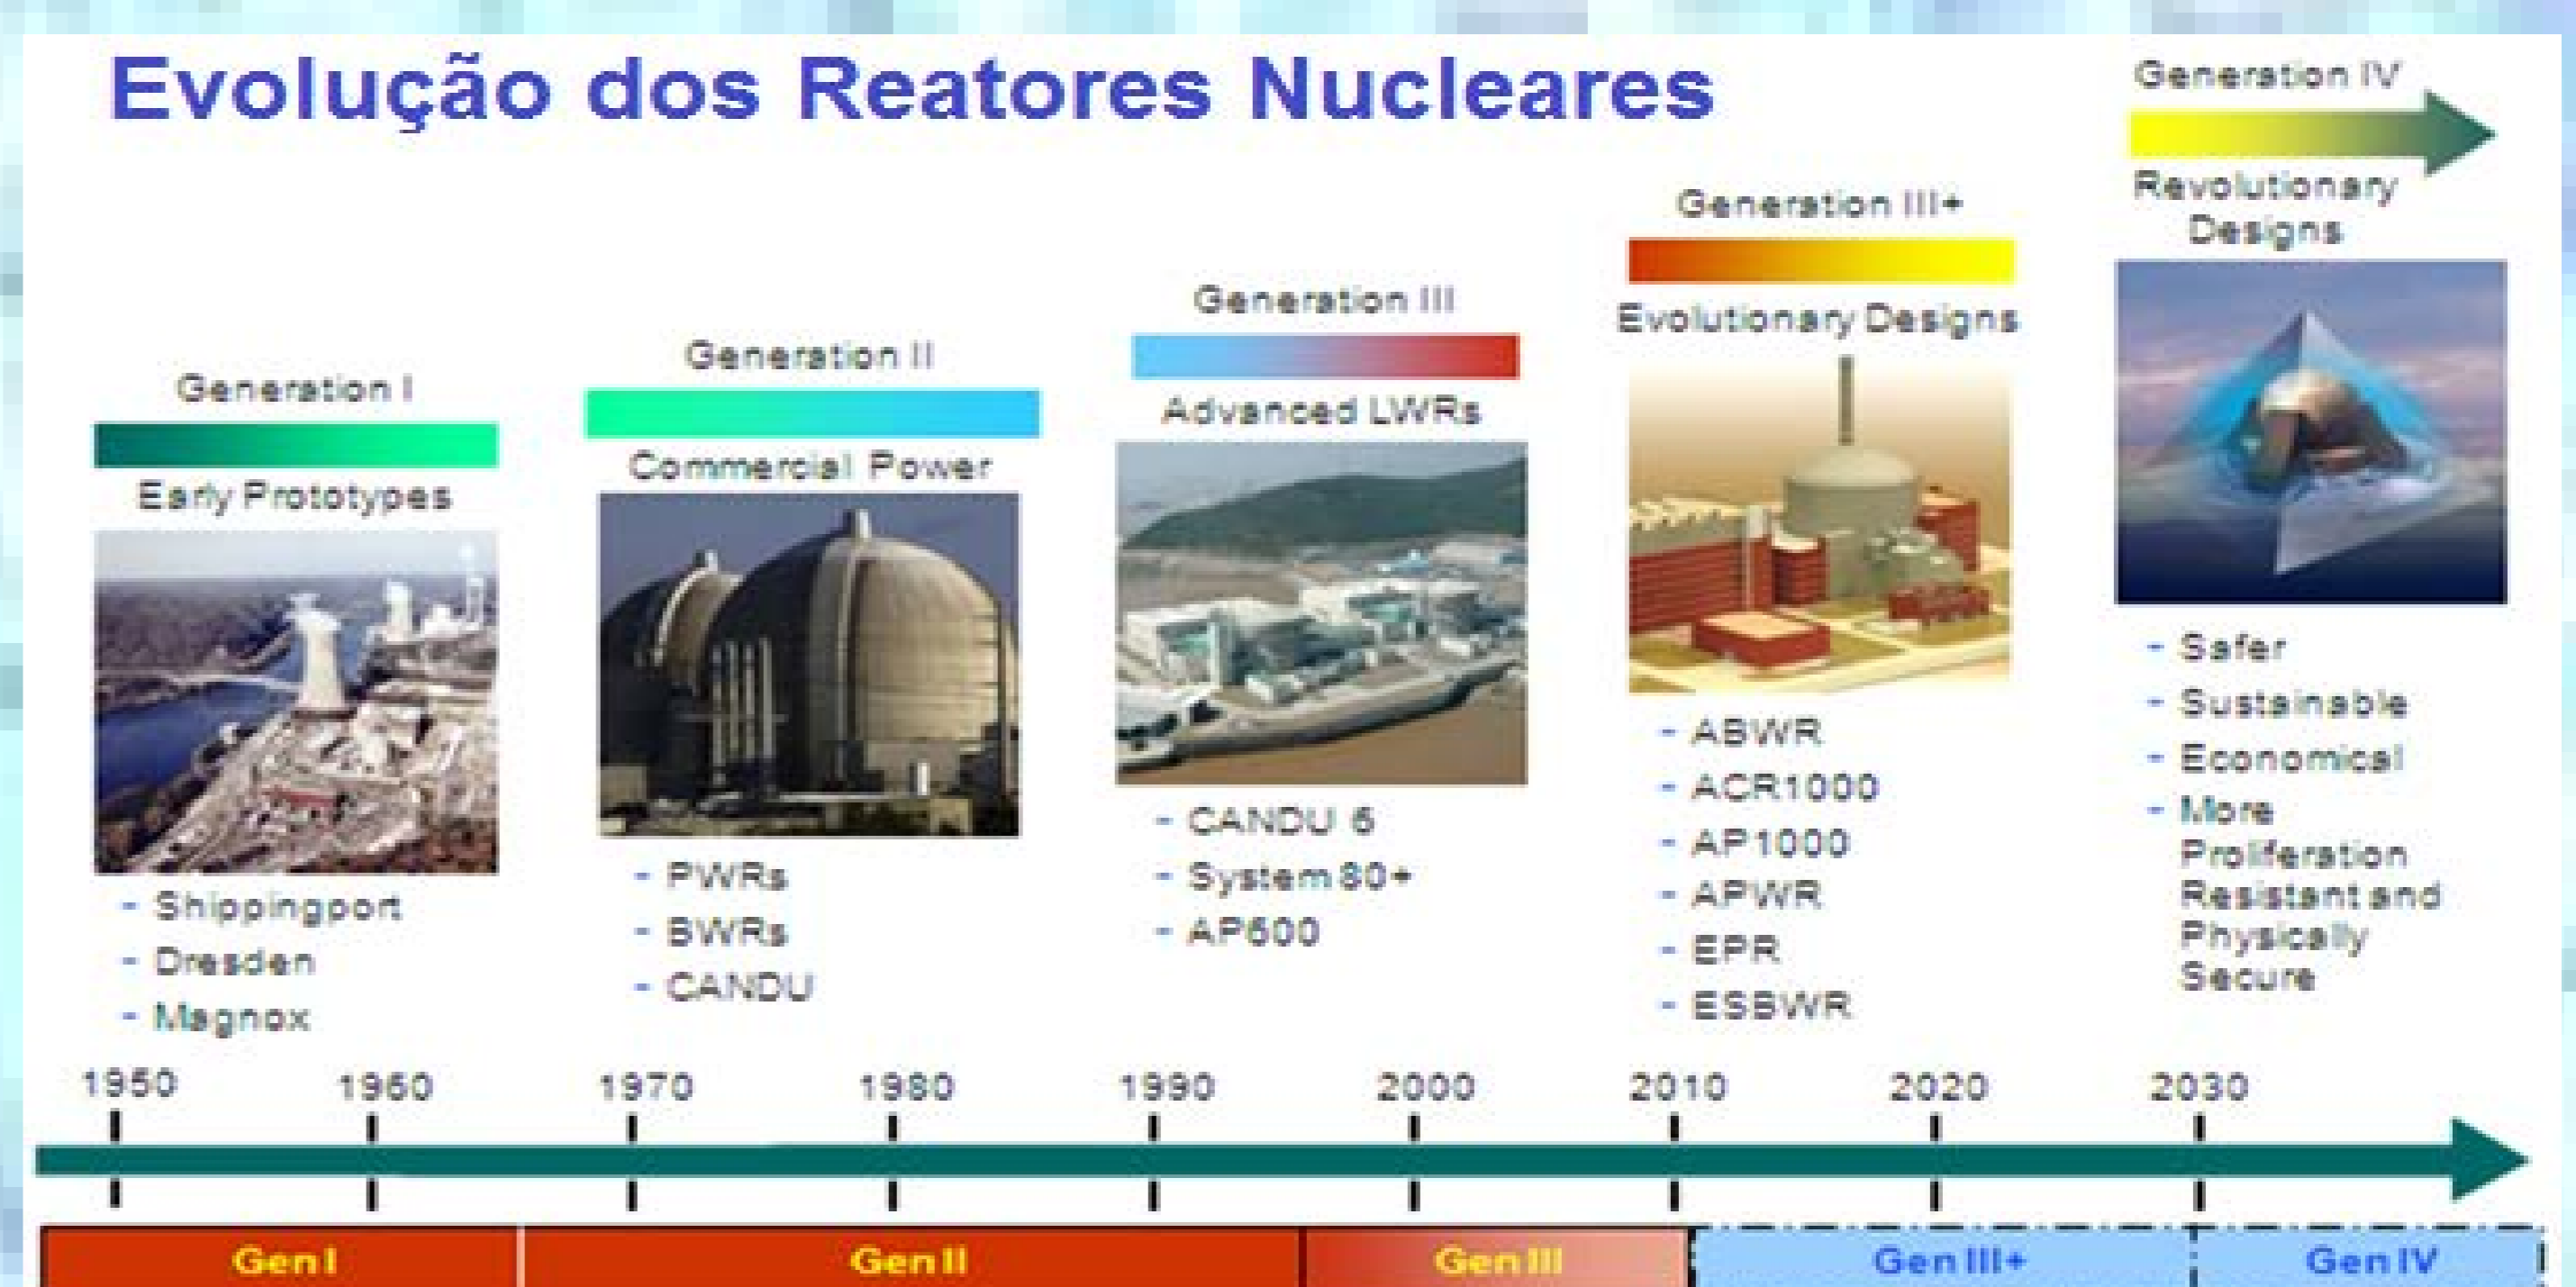 Evolução dos Reatores Nucleares
Generation I
Early Prototypes
- Shippingport
- Dresden
- Magnox
Generation II
Commercial Power
- PWRs
- BWRs
- CANDU
Generation III
Advanced LWRs
- CANDU 6
- System 80+
- AP600
Generation III+
Evolutionary Designs
- ABWR
- ACR1000
- AP1000
- APWR
- EPR
- ESBWR
Generation IV
Revolutionary
Designs
- Safer
- Sustainable
- Economical
- More
Proliferation
Resistant and
Physically
Secure
1950 1960 1970 1980 1990 2000 2010 2020 2030
Gen I Gen II Gen III Gen III+ Gen IV